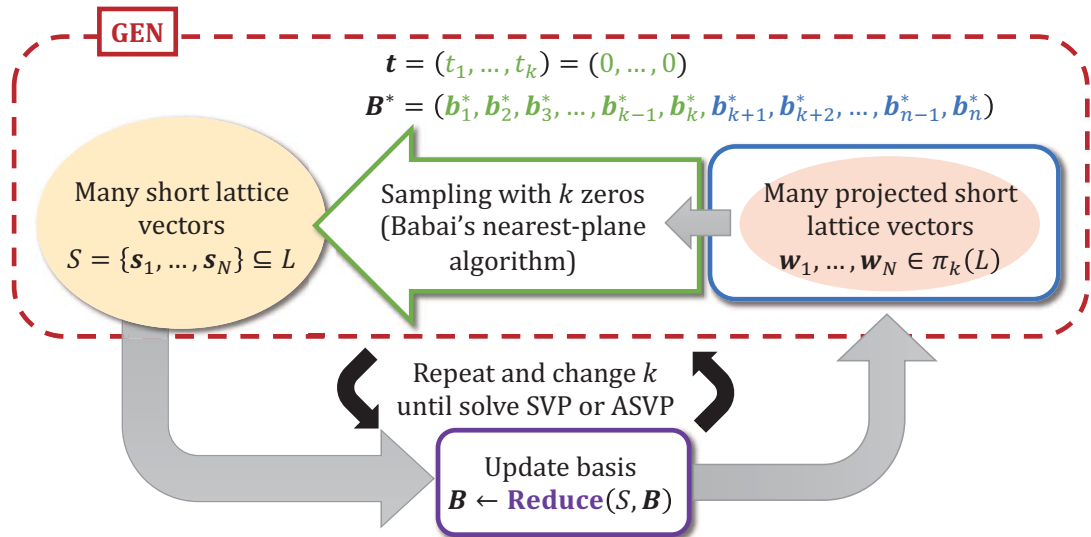 GEN
𝒕 = (t₁, …, tₖ) = (0, …, 0)
𝑩* = (𝒃*₁, 𝒃*₂, 𝒃*₃, …, 𝒃*ₖ₋₁, 𝒃*ₖ, 𝒃*ₖ₊₁, 𝒃*ₖ₊₂, …, 𝒃*ₙ₋₁, 𝒃*ₙ)
Many short lattice
vectors
S = {𝒔₁, …, 𝒔_N} ⊆ L
Sampling with k zeros
(Babai's nearest-plane
algorithm)
Many projected short
lattice vectors
𝒘₁, …, 𝒘_N ∈ πₖ(L)
Repeat and change k
until solve SVP or ASVP
Update basis
𝑩 ← Reduce(S, 𝑩)